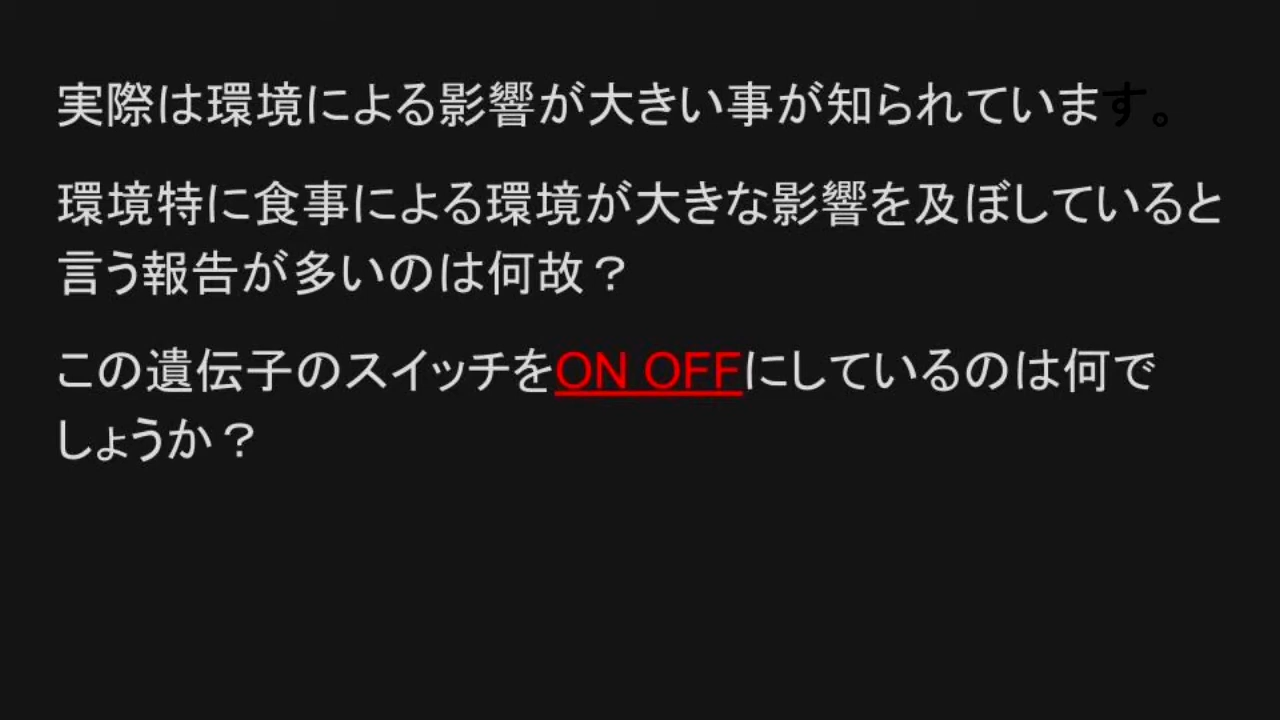 実際は環境による影響が大きい事が知られています。
環境特に食事による環境が大きな影響を及ぼしていると
言う報告が多いのは何故？
この遺伝子のスイッチをON OFFにしているのは何で
しょうか？